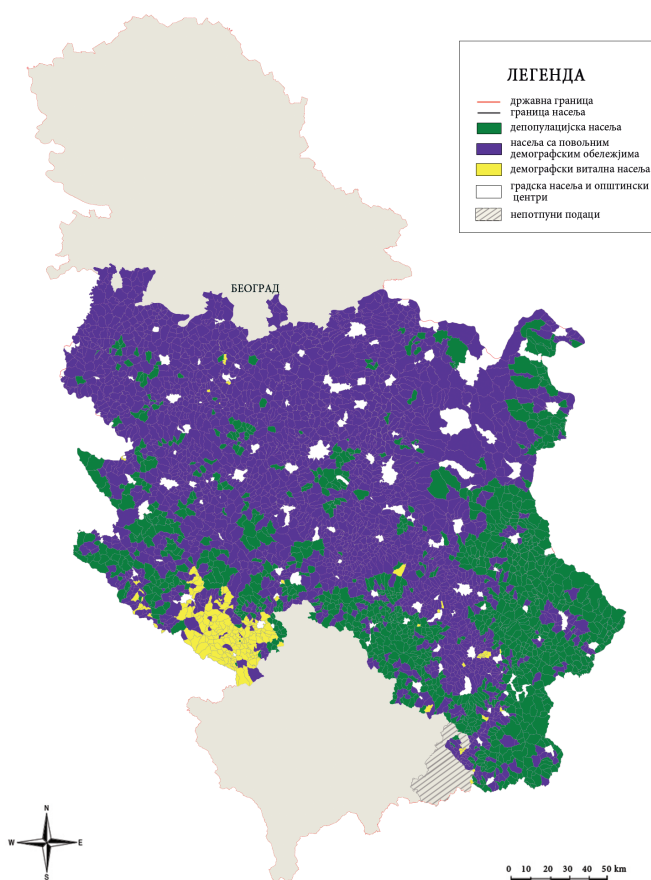 ЛЕГЕНДА
државна граница
граница насеља
депопулацијска насеља
насеља са повољним
демографским обележјима
демографски витална насеља
градска насеља и општински
центри
непотпуни подаци
БЕОГРАД
N
W E
S
0 10 20 30 40 50 km